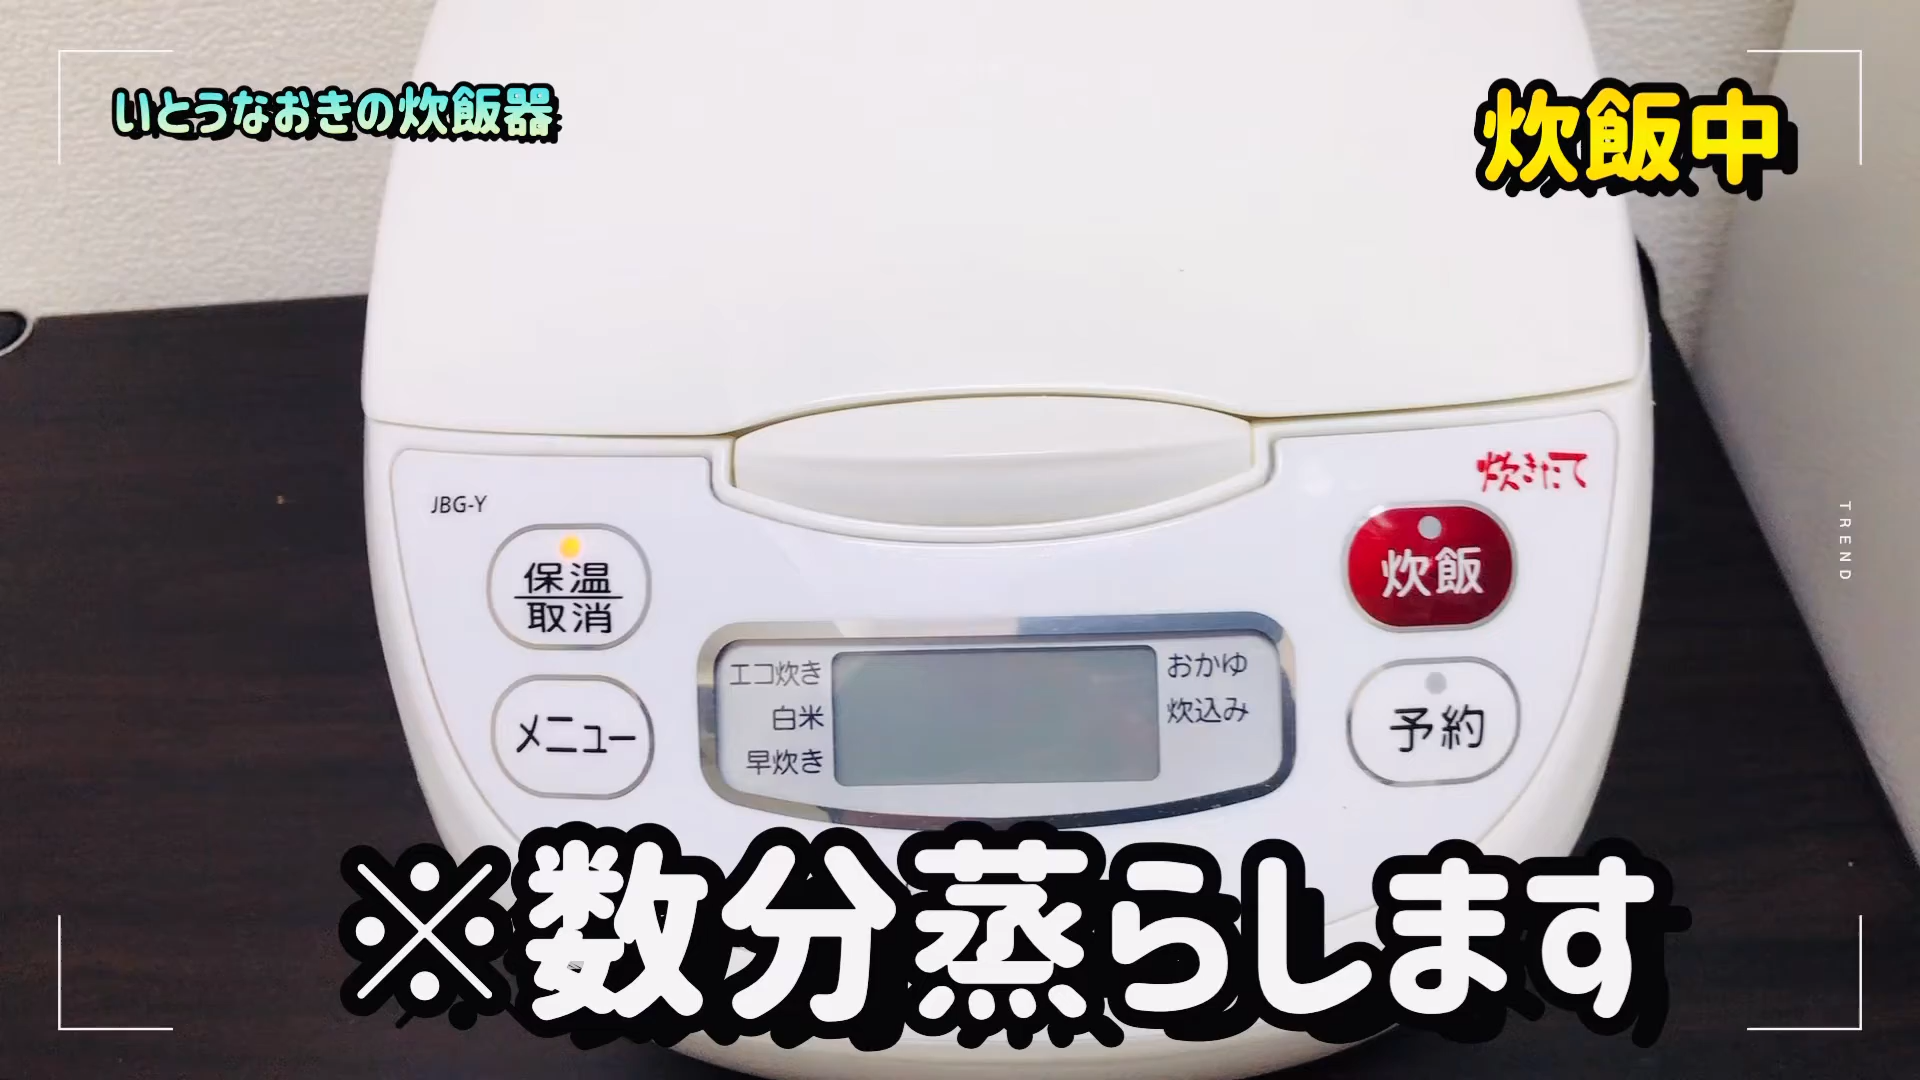 いとうなおきの炊飯器
炊飯中
炊きたて
JBG-Y
保温
取消
炊飯
メニュー
エコ炊き
白米
早炊き
おかゆ
炊込み
予約
TREND
※数分蒸らします